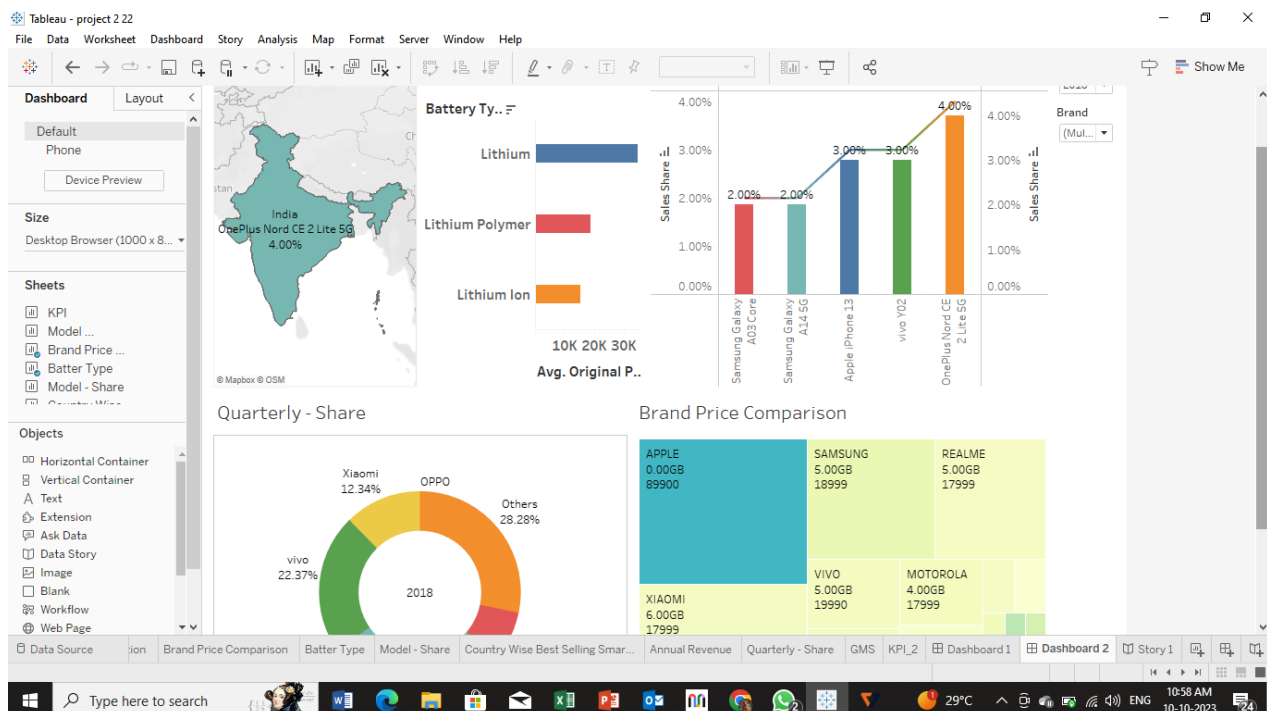 Tableau - project 2 22
File Data Worksheet Dashboard Story Analysis Map Format Server Window Help
Show Me
Dashboard
Layout
Default
Phone
Device Preview
Size
Desktop Browser (1000 x 8...
Sheets
KPI
Model ...
Brand Price ...
Batter Type
Model - Share
Objects
Horizontal Container
Vertical Container
Text
Extension
Ask Data
Data Story
Image
Blank
Workflow
Web Page
India
OnePlus Nord CE 2 Lite 5G
4.00%
© Mapbox © OSM
Battery Ty..
Lithium
Lithium Polymer
Lithium Ion
10K 20K 30K
Avg. Original P..
Sales Share
4.00%
3.00%
2.00%
1.00%
0.00%
2.00%
2.00%
3.00%
3.00%
4.00%
4.00%
3.00%
2.00%
1.00%
0.00%
Sales Share
Samsung Galaxy A03 Core
Samsung Galaxy A14 5G
Apple iPhone 13
vivo Y02
OnePlus Nord CE 2 Lite 5G
Brand
(Mul...
Quarterly - Share
Xiaomi
12.34%
OPPO
Others
28.28%
vivo
22.37%
2018
Brand Price Comparison
APPLE
0.00GB
89900
SAMSUNG
5.00GB
18999
REALME
5.00GB
17999
XIAOMI
6.00GB
17999
VIVO
5.00GB
19990
MOTOROLA
4.00GB
17999
Data Source
Brand Price Comparison
Batter Type
Model - Share
Country Wise Best Selling Smar...
Annual Revenue
Quarterly - Share
GMS
KPI_2
Dashboard 1
Dashboard 2
Story 1
Type here to search
29°C
ENG
10:58 AM
10-10-2023
24